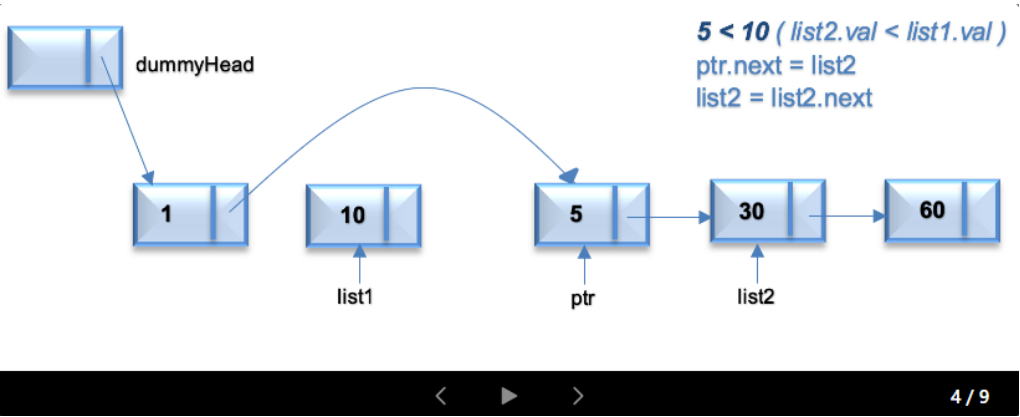 5 < 10 ( list2.val < list1.val )
ptr.next = list2
list2 = list2.next
dummyHead
1
10
5
30
60
list1
ptr
list2
4 / 9